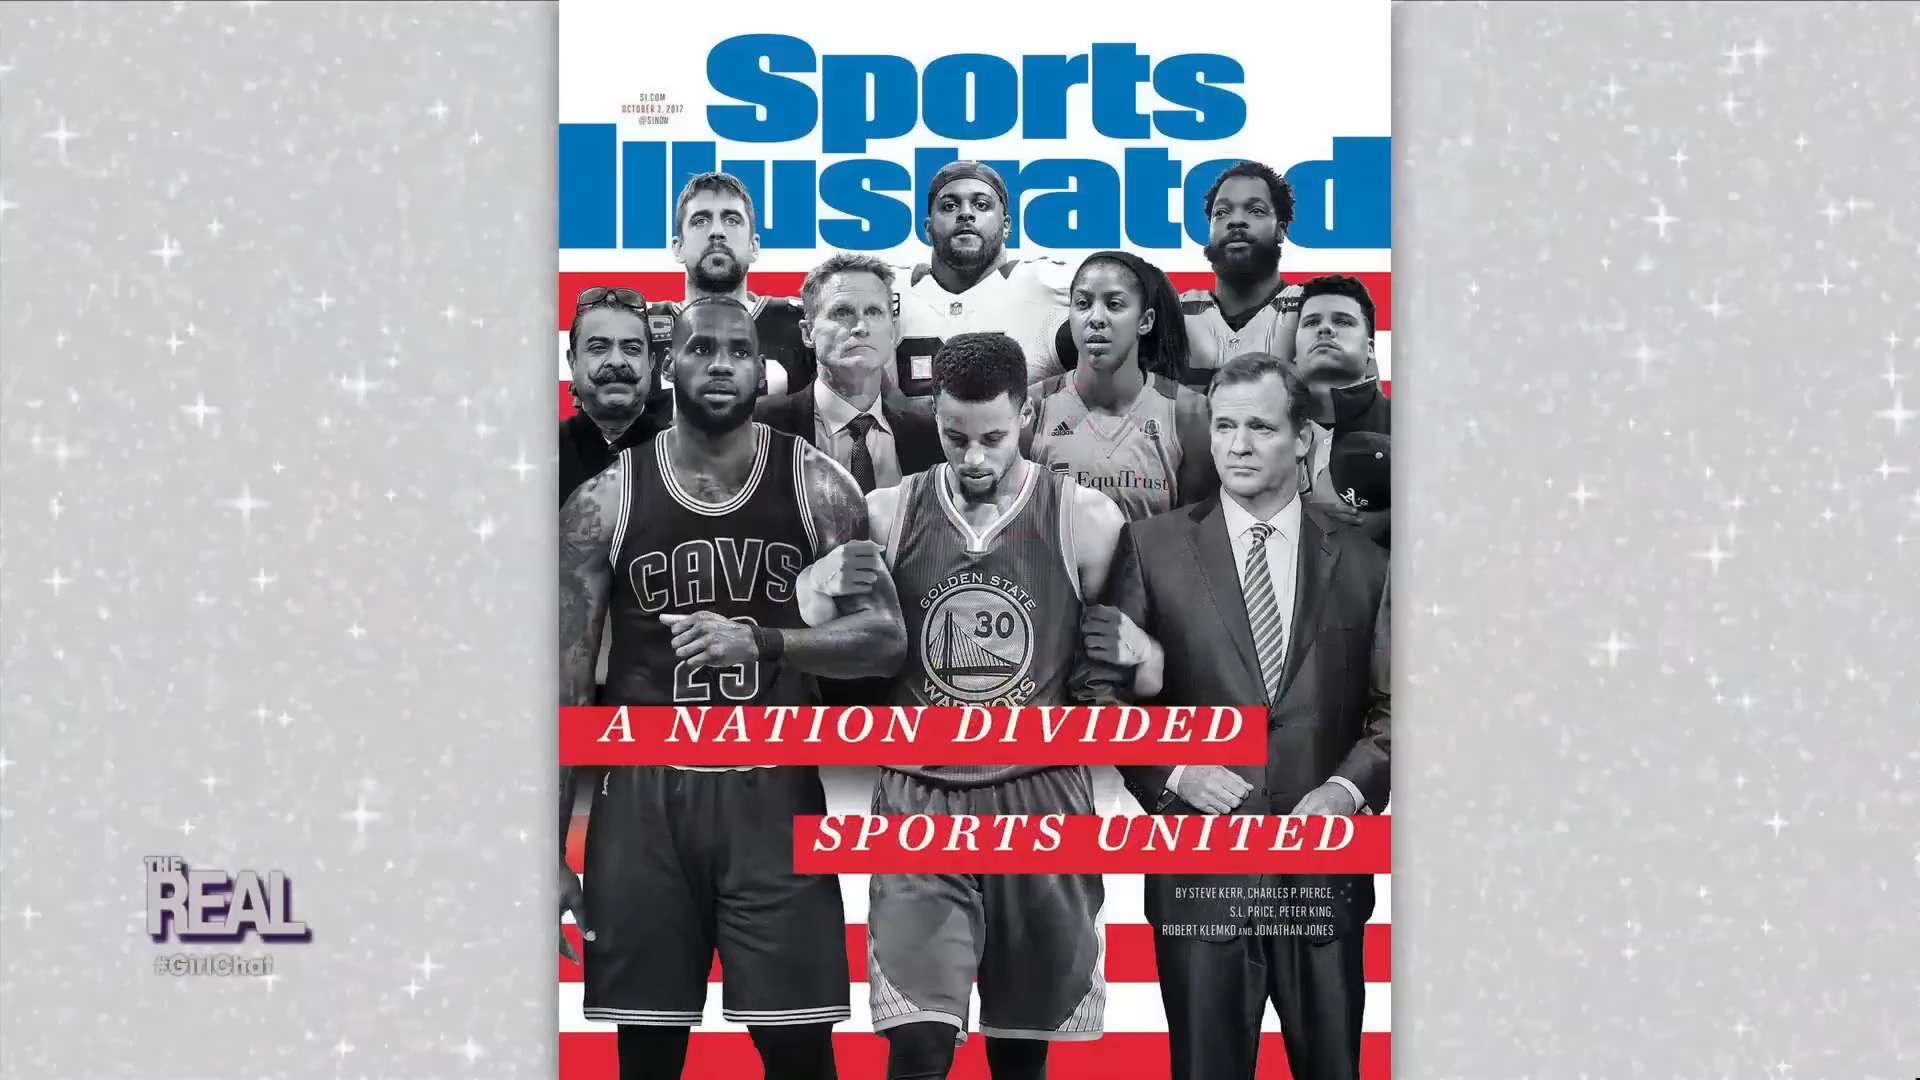 Sports
Illustrated
SI.COM
OCTOBER 2, 2017
@SINOW
adidas
EquiTrust
A's
CAVS
23
GOLDEN STATE
30
WARRIORS
A NATION DIVIDED
SPORTS UNITED
BY STEVE KERR, CHARLES P. PIERCE,
S.L. PRICE, PETER KING,
ROBERT KLEMKO AND JONATHAN JONES
THE
REAL
#GirlChat